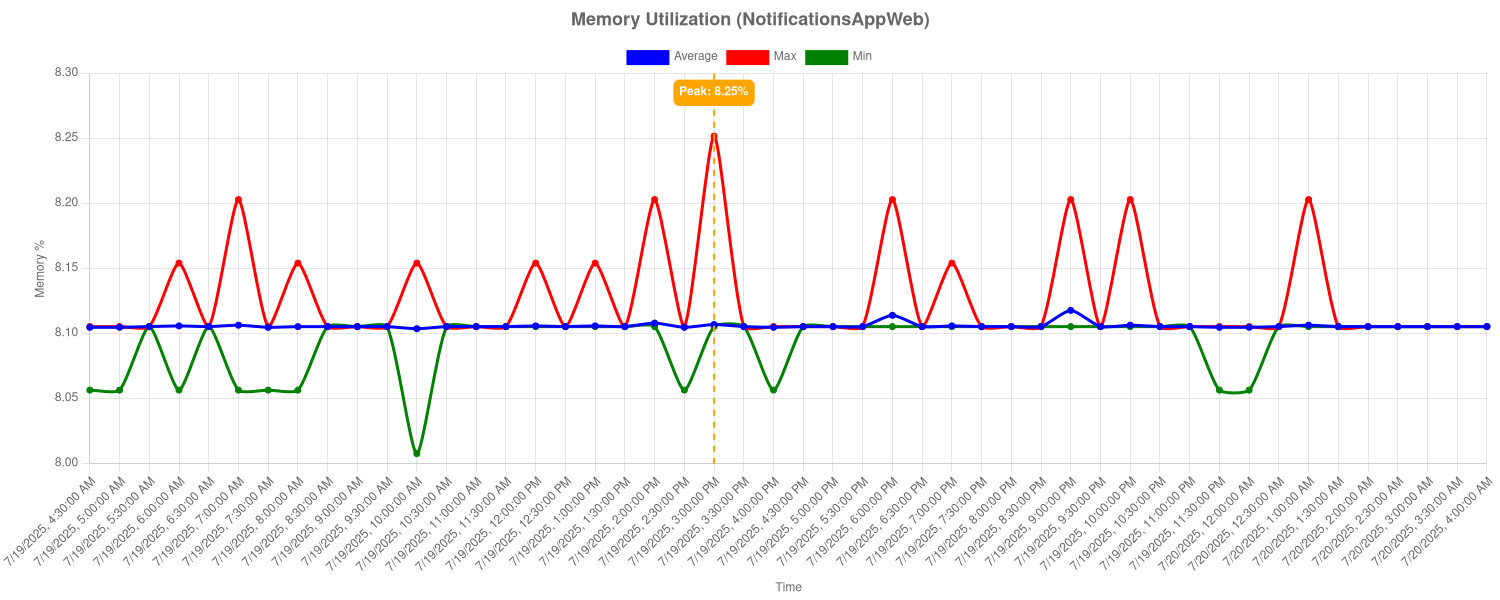 Memory Utilization (NotificationsAppWeb)
Average Max Min
Peak: 8.25%
8.30
8.25
8.20
8.15
8.10
8.05
8.00
Memory %
7/19/2025, 4:30:00 AM
7/19/2025, 5:00:00 AM
7/19/2025, 5:30:00 AM
7/19/2025, 6:00:00 AM
7/19/2025, 6:30:00 AM
7/19/2025, 7:00:00 AM
7/19/2025, 7:30:00 AM
7/19/2025, 8:00:00 AM
7/19/2025, 8:30:00 AM
7/19/2025, 9:00:00 AM
7/19/2025, 9:30:00 AM
7/19/2025, 10:00:00 AM
7/19/2025, 10:30:00 AM
7/19/2025, 11:00:00 AM
7/19/2025, 11:30:00 AM
7/19/2025, 12:00:00 PM
7/19/2025, 12:30:00 PM
7/19/2025, 1:00:00 PM
7/19/2025, 1:30:00 PM
7/19/2025, 2:00:00 PM
7/19/2025, 2:30:00 PM
7/19/2025, 3:00:00 PM
7/19/2025, 3:30:00 PM
7/19/2025, 4:00:00 PM
7/19/2025, 4:30:00 PM
7/19/2025, 5:00:00 PM
7/19/2025, 5:30:00 PM
7/19/2025, 6:00:00 PM
7/19/2025, 6:30:00 PM
7/19/2025, 7:00:00 PM
7/19/2025, 7:30:00 PM
7/19/2025, 8:00:00 PM
7/19/2025, 8:30:00 PM
7/19/2025, 9:00:00 PM
7/19/2025, 9:30:00 PM
7/19/2025, 10:00:00 PM
7/19/2025, 10:30:00 PM
7/19/2025, 11:00:00 PM
7/19/2025, 11:30:00 PM
7/20/2025, 12:00:00 AM
7/20/2025, 12:30:00 AM
7/20/2025, 1:00:00 AM
7/20/2025, 1:30:00 AM
7/20/2025, 2:00:00 AM
7/20/2025, 2:30:00 AM
7/20/2025, 3:00:00 AM
7/20/2025, 3:30:00 AM
7/20/2025, 4:00:00 AM
Time